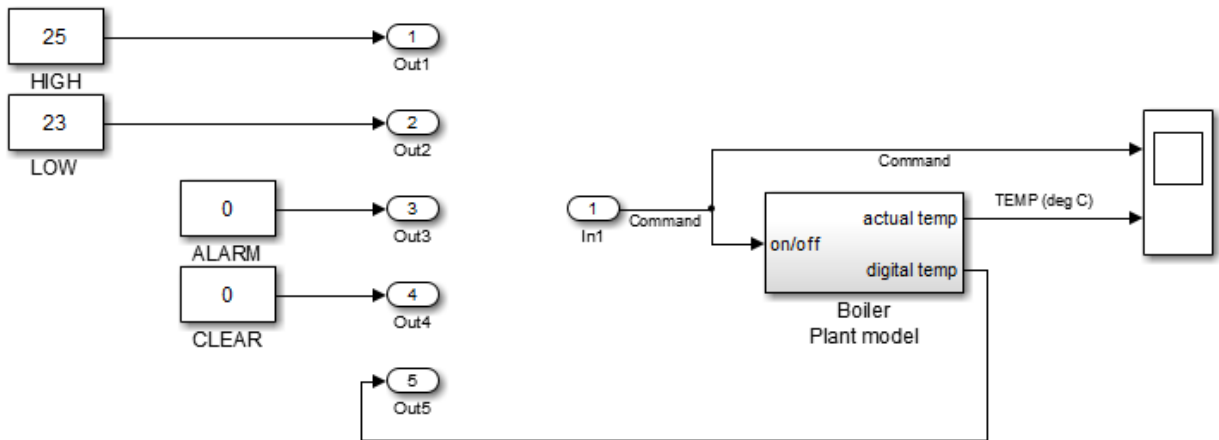 25
HIGH
1
Out1
23
LOW
2
Out2
0
ALARM
3
Out3
0
CLEAR
4
Out4
5
Out5
1
In1
Command
Command
on/off
actual temp
digital temp
Boiler
Plant model
TEMP (deg C)